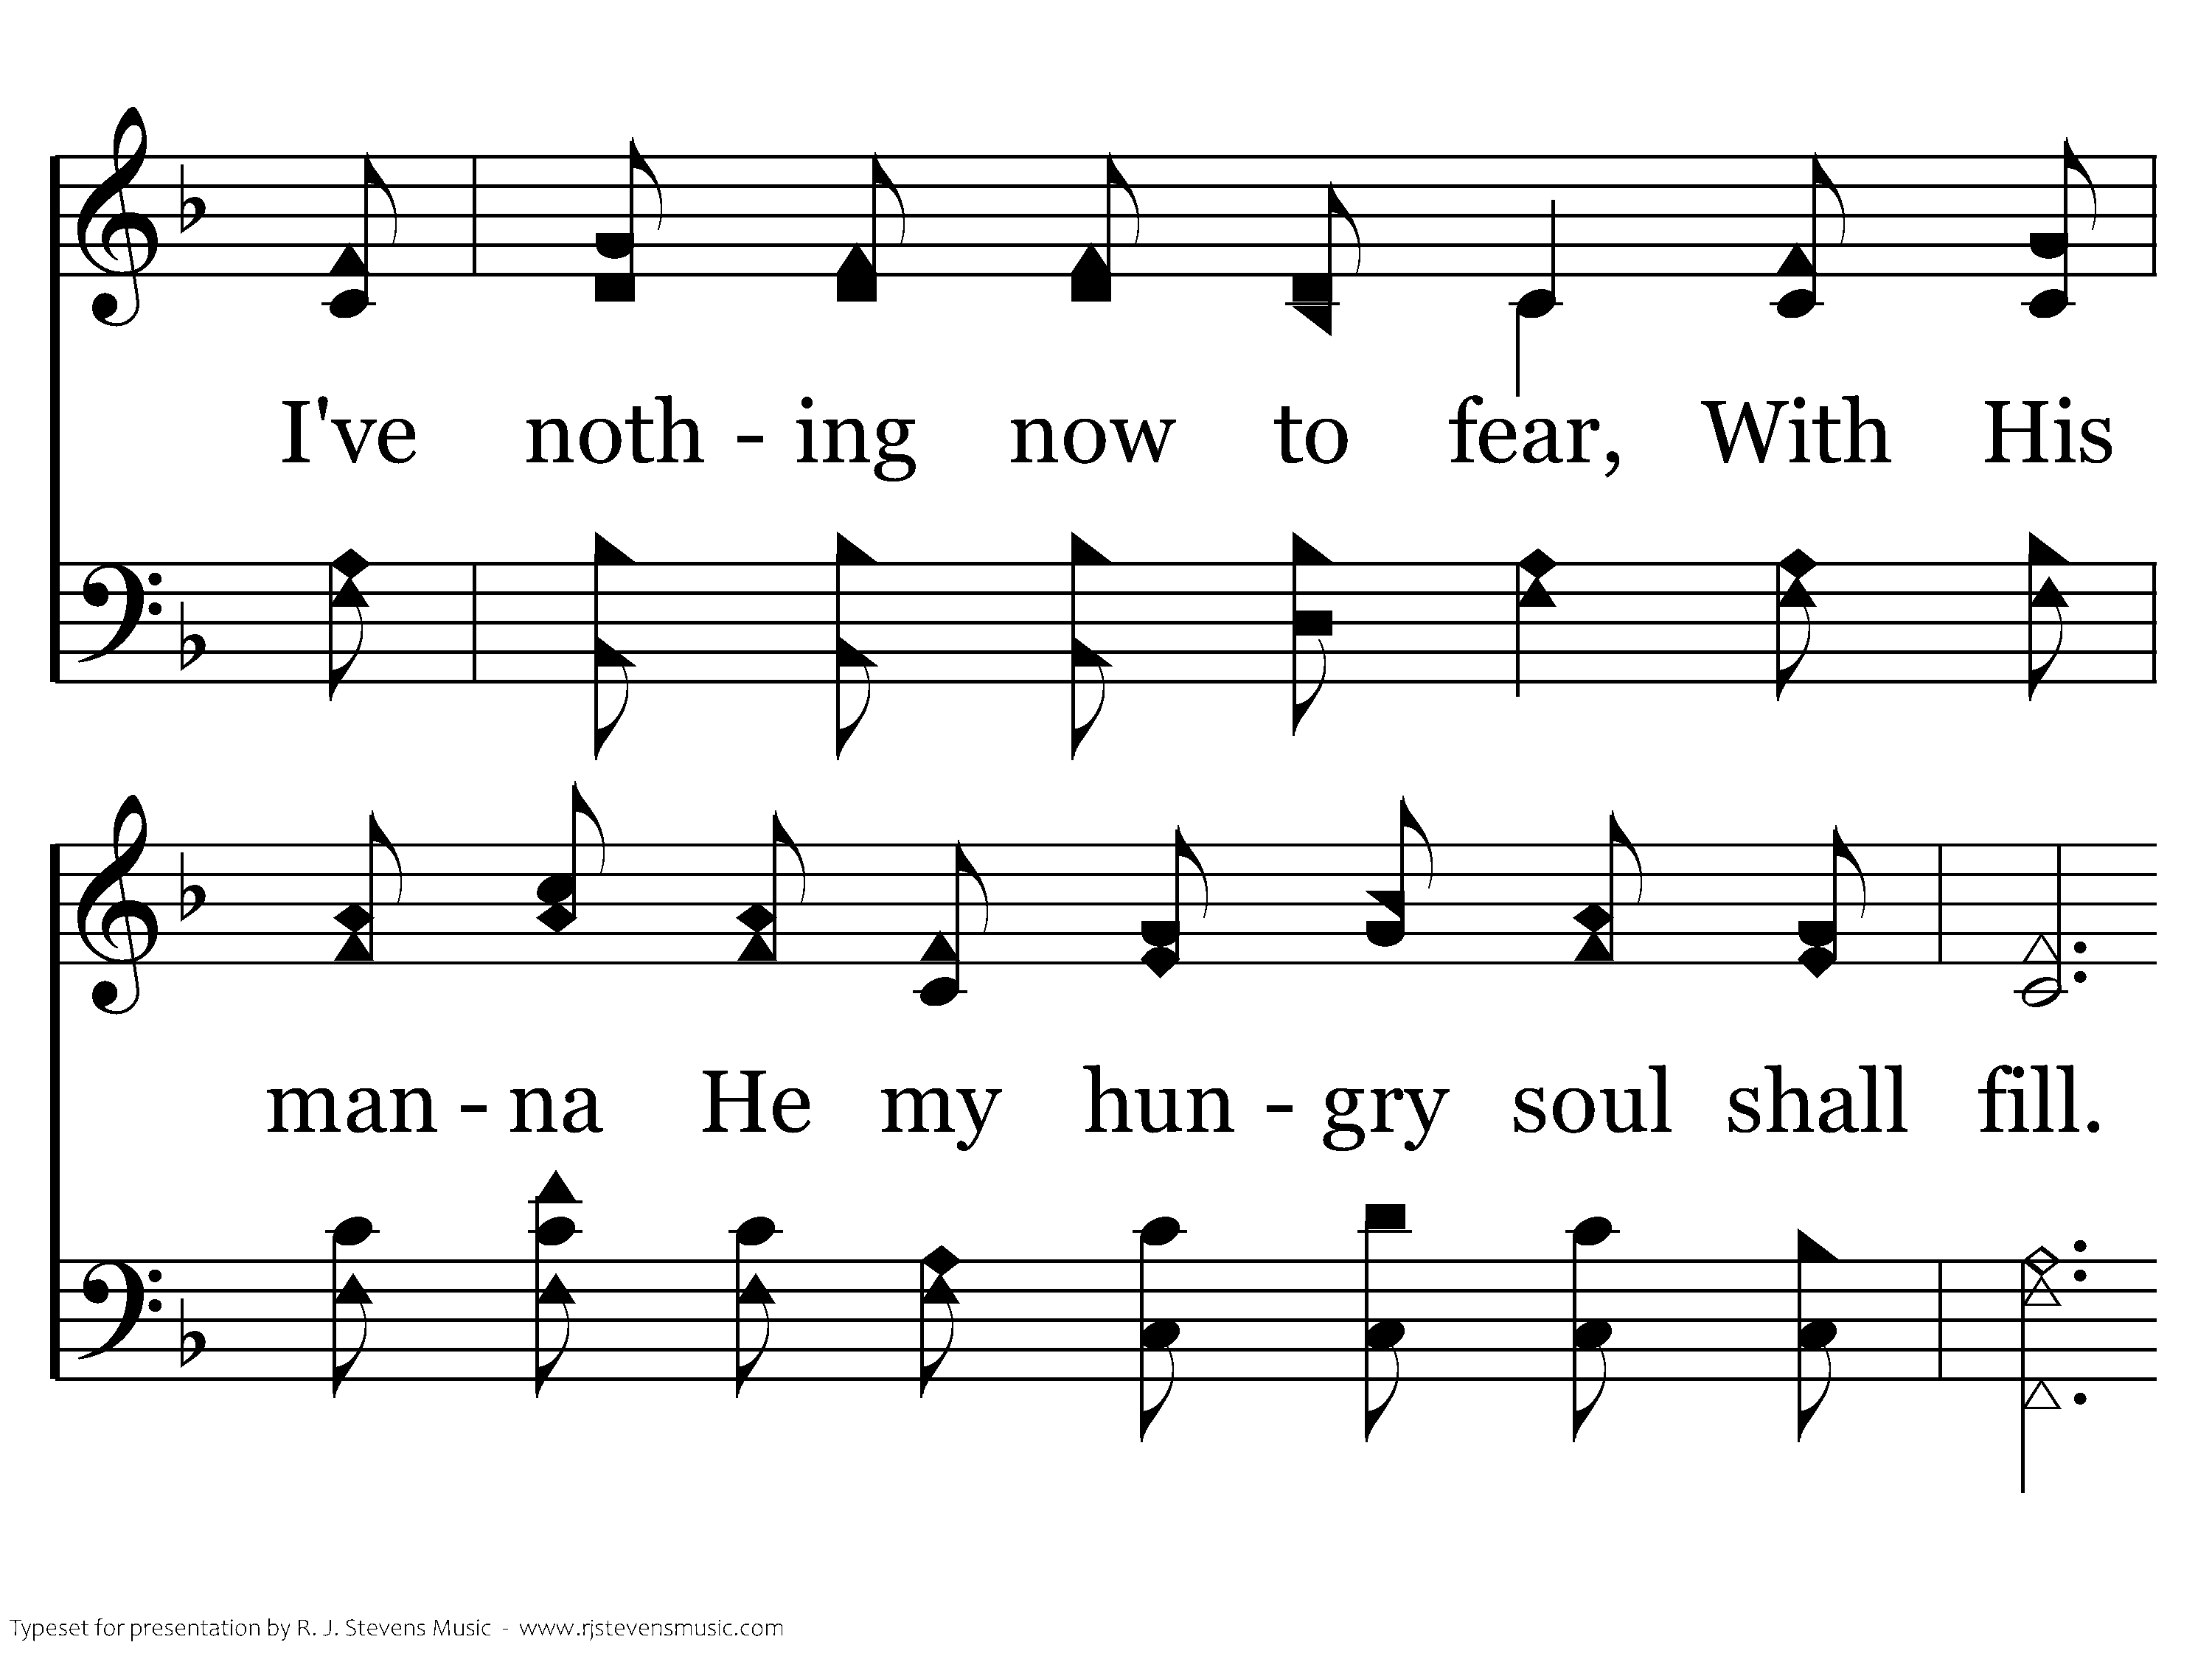 I've noth - ing now to fear, With His
man - na He my hun - gry soul shall fill.
Typeset for presentation by R. J. Stevens Music - www.rjstevensmusic.com